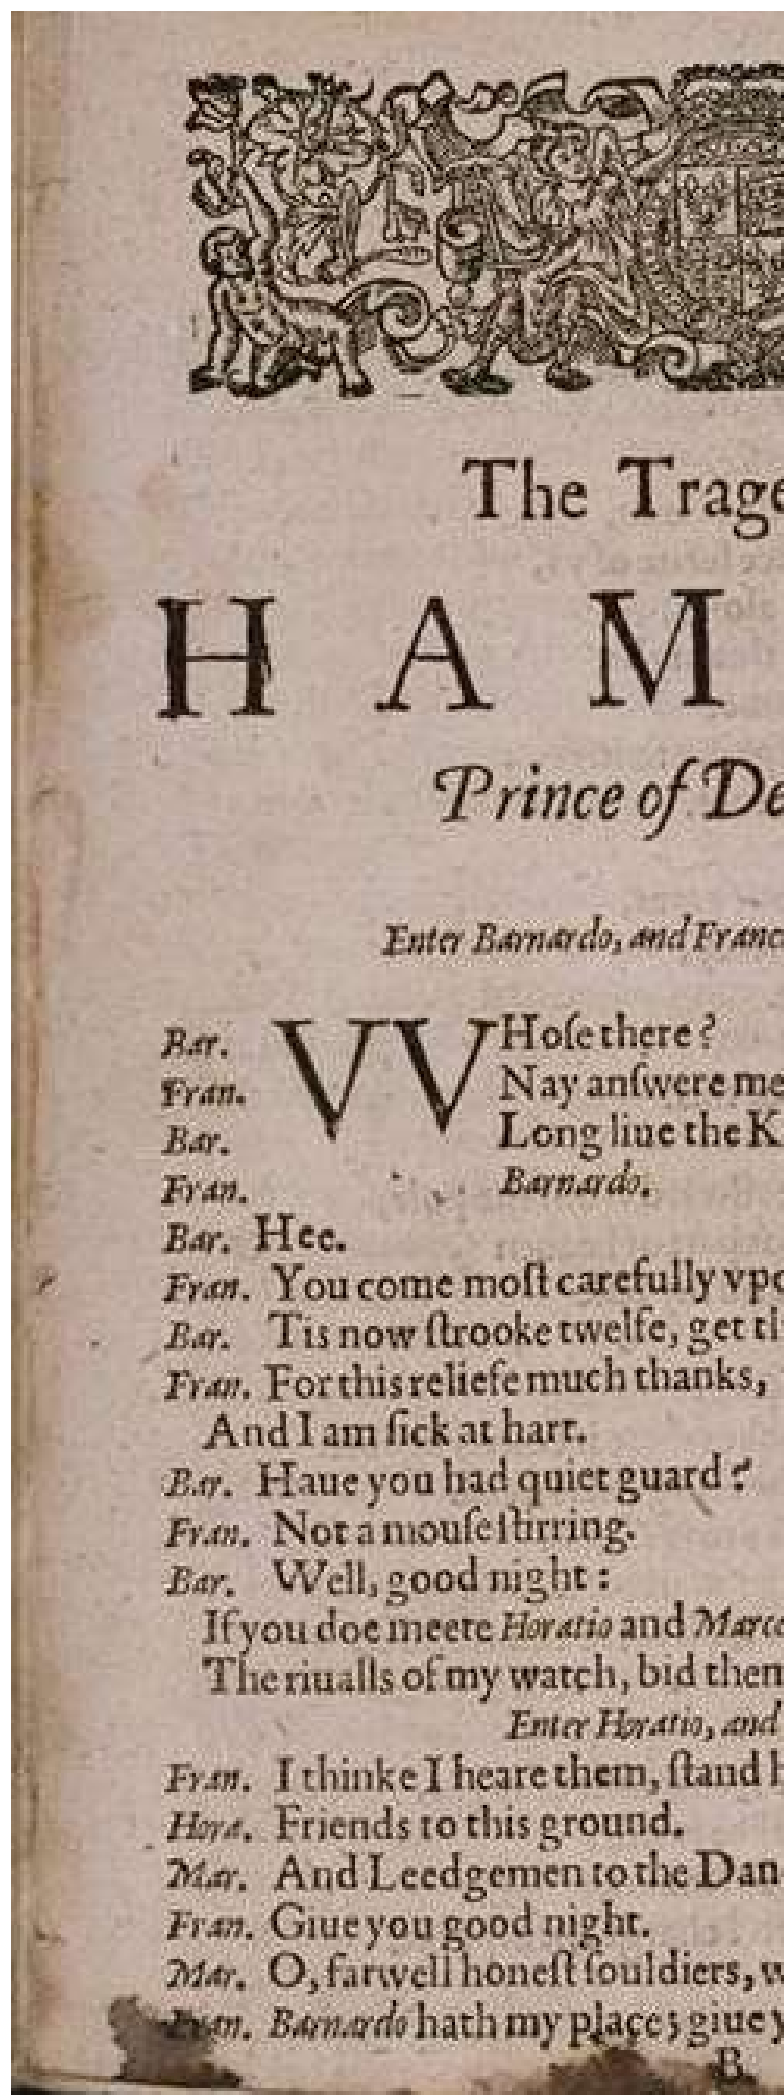 The Trage
HAM
Prince of De
Enter Barnardo, and Franc
Bar. VVHoſe there?
Fran. Nay anſwere me
Bar. Long liue the K
Fran. Barnardo.
Bar. Hee.
Fran. You come moſt carefully vpo
Bar. Tis now ſtrooke twelfe, get th
Fran. For this reliefe much thanks,
And I am ſick at hart.
Bar. Haue you had quiet guard?
Fran. Not a mouſe ſtirring.
Bar. Well, good night:
If you doe meete Horatio and Marce
The riualls of my watch, bid them
Enter Horatio, and
Fran. I thinke I heare them, ſtand h
Hora. Friends to this ground.
Mar. And Leedgemen to the Dan
Fran. Giue you good night.
Mar. O, farwell honeſt ſouldiers, w
Fran. Barnardo hath my place; giue y
B.